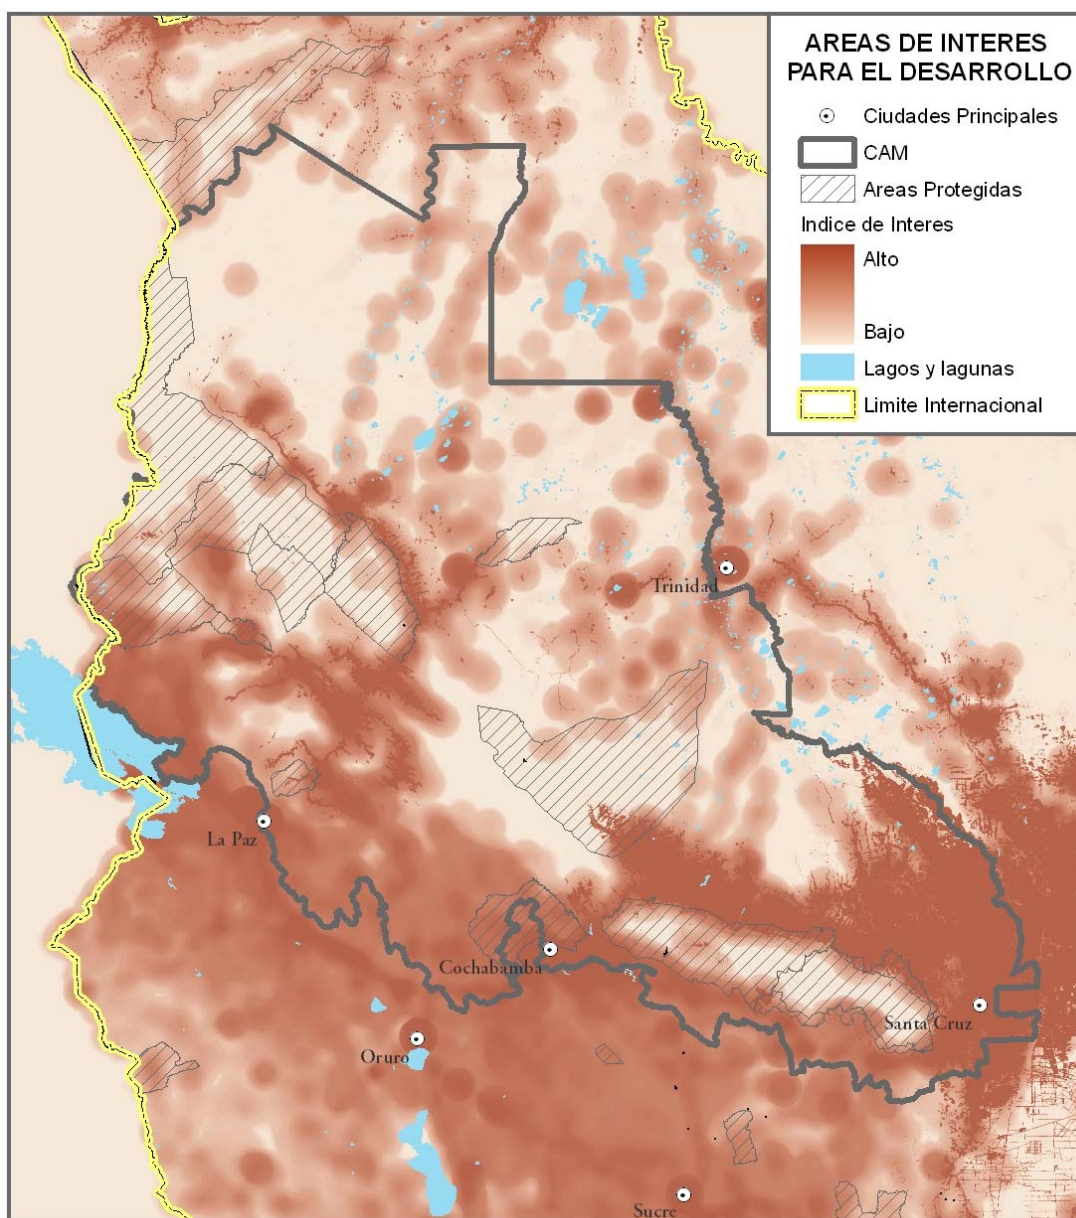 AREAS DE INTERES
PARA EL DESARROLLO
Ciudades Principales
CAM
Areas Protegidas
Indice de Interes
Alto
Bajo
Lagos y lagunas
Limite Internacional
Trinidad
La Paz
Cochabamba
Santa Cruz
Oruro
Sucre